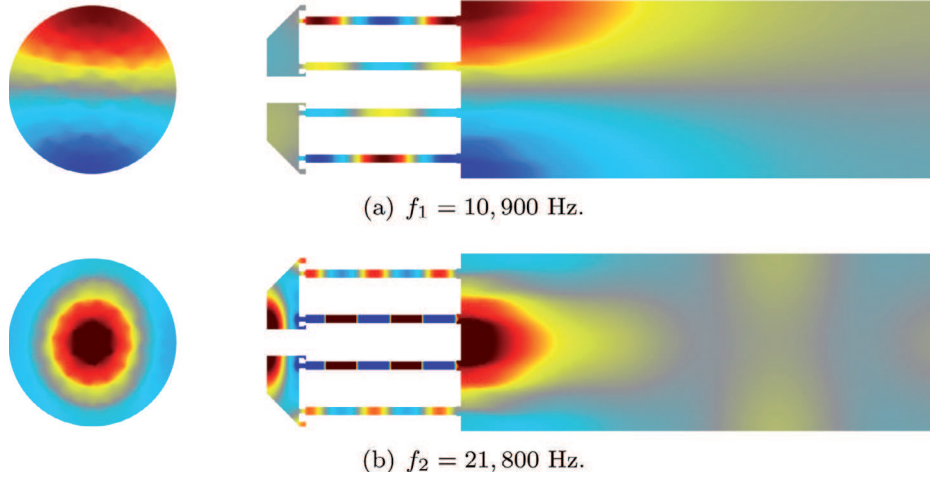 (a) f₁ = 10, 900 Hz.
(b) f₂ = 21, 800 Hz.